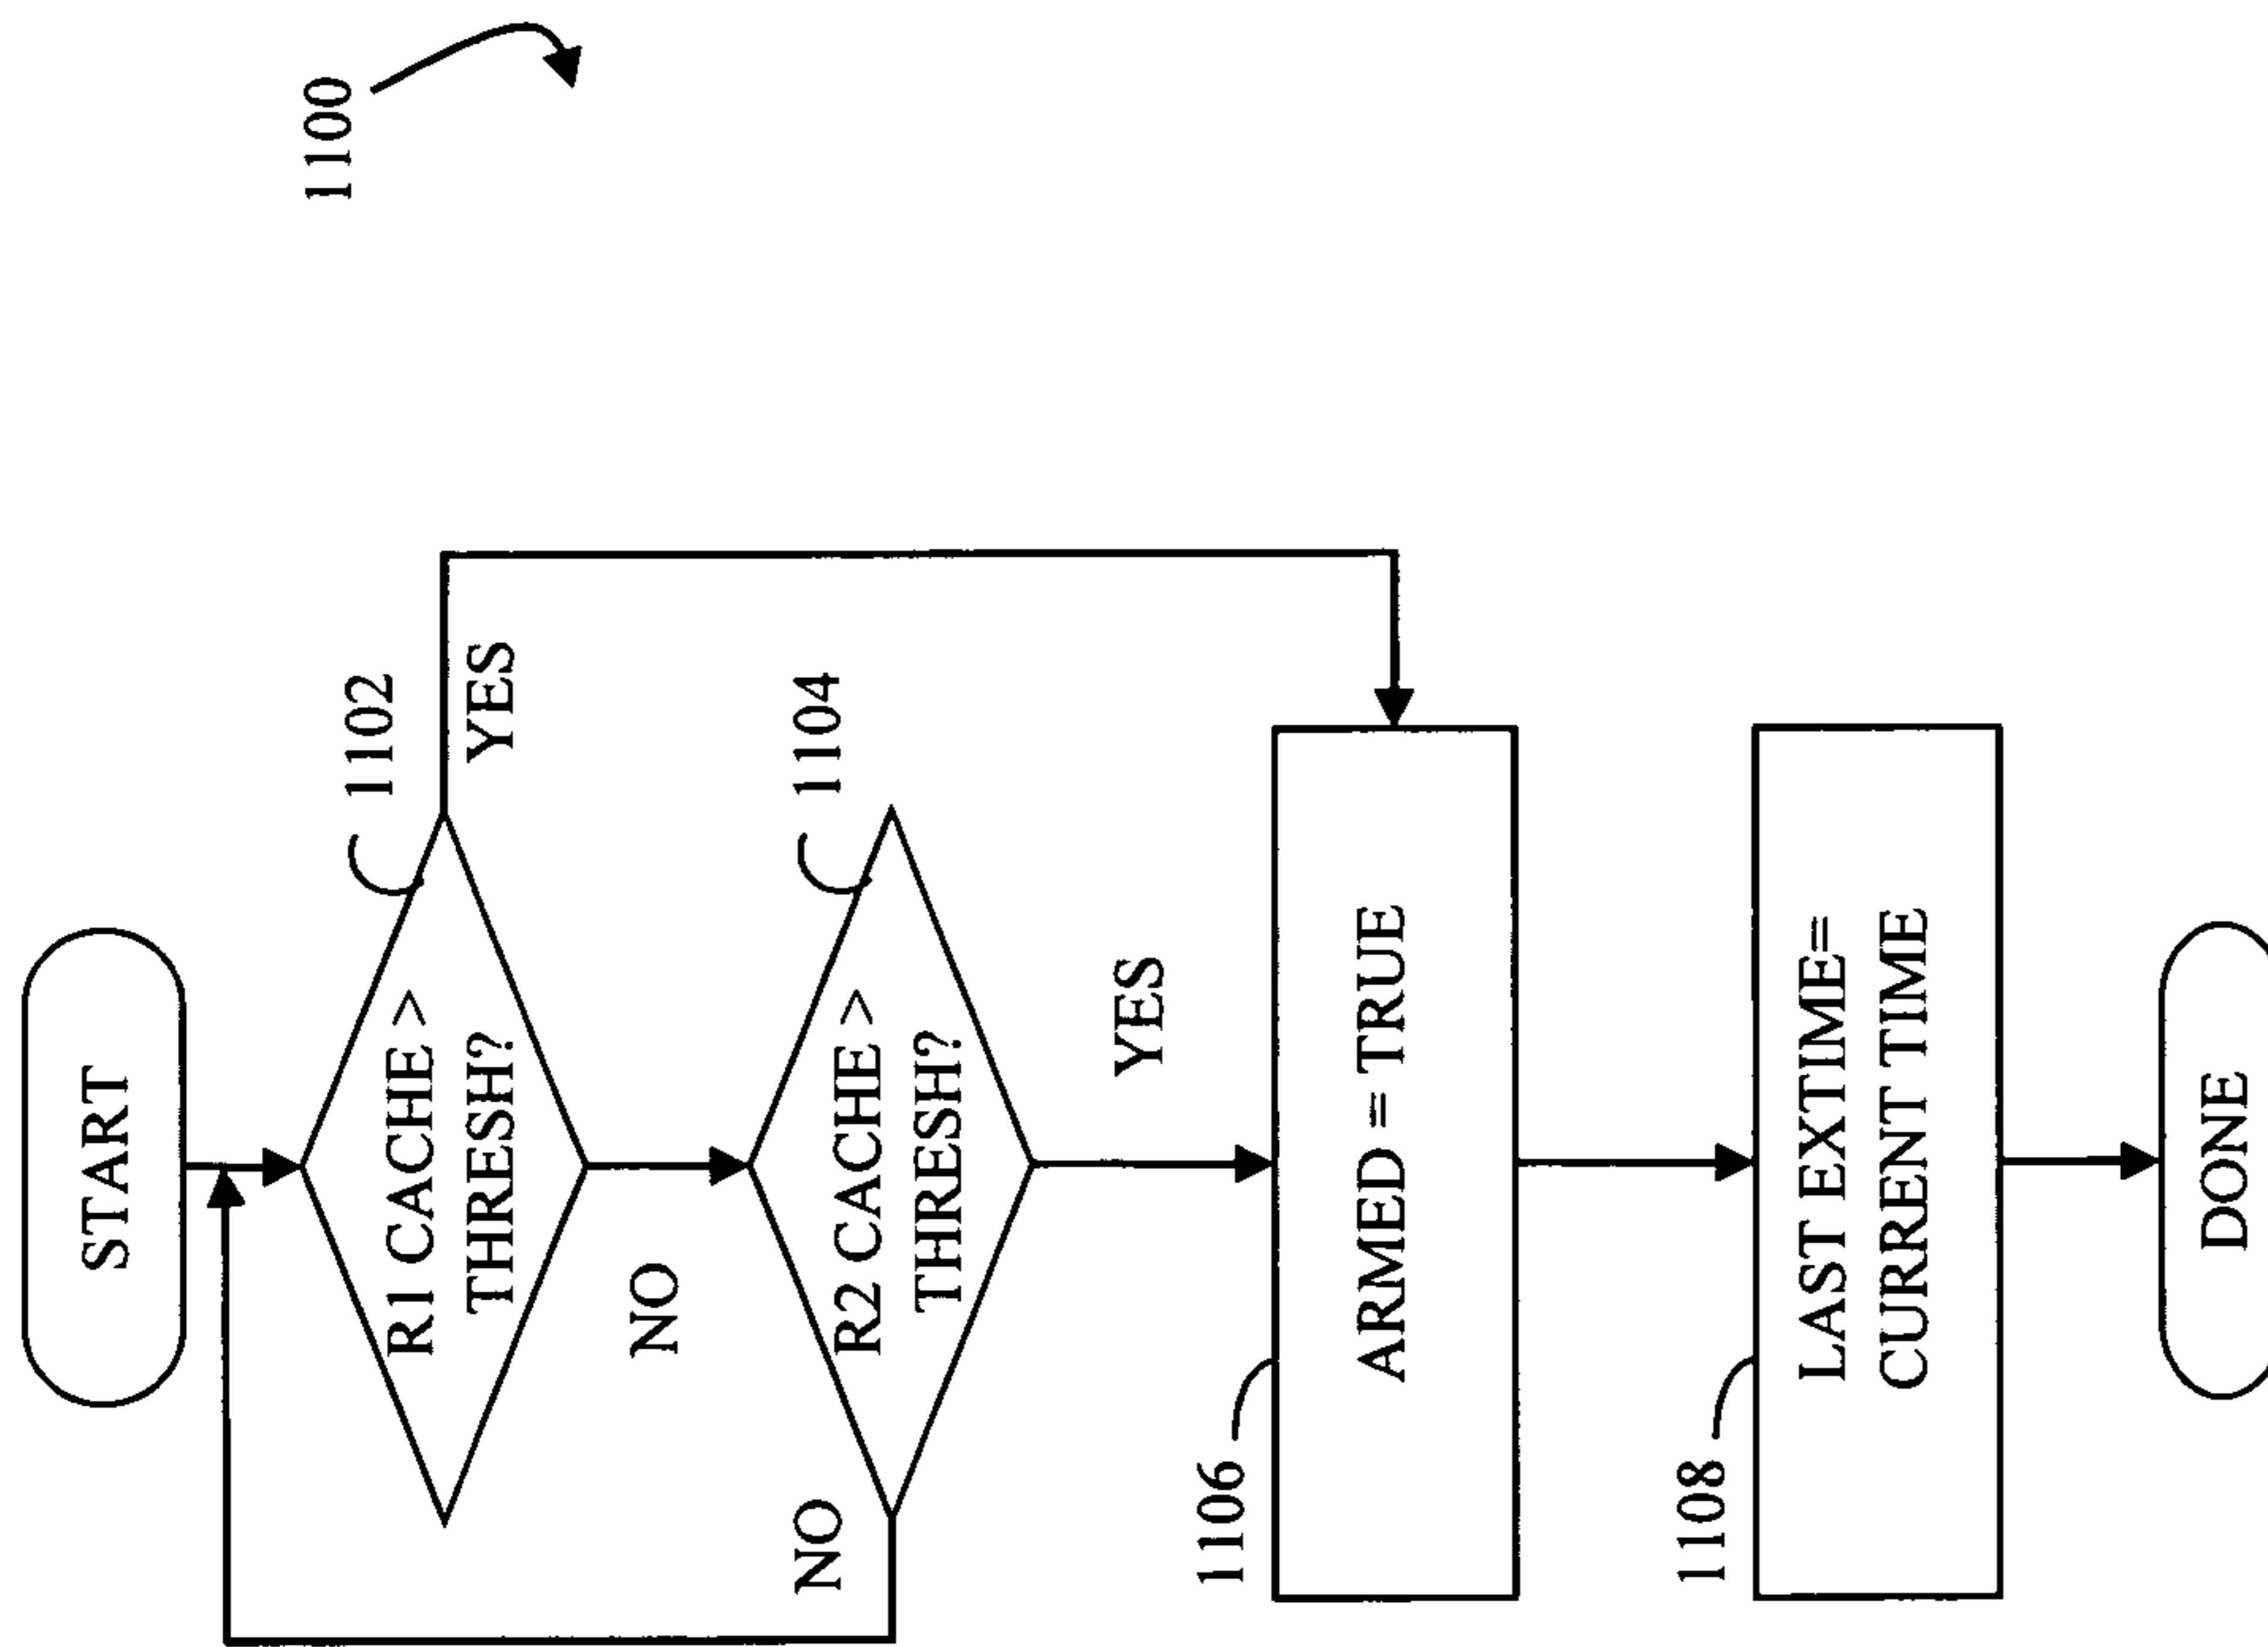 1100
START
1102
R1 CACHE >
THRESH?
YES
NO
1104
R2 CACHE >
THRESH?
NO
YES
1106
ARMED = TRUE
1108
LAST EXTIME=
CURRENT TIME
DONE